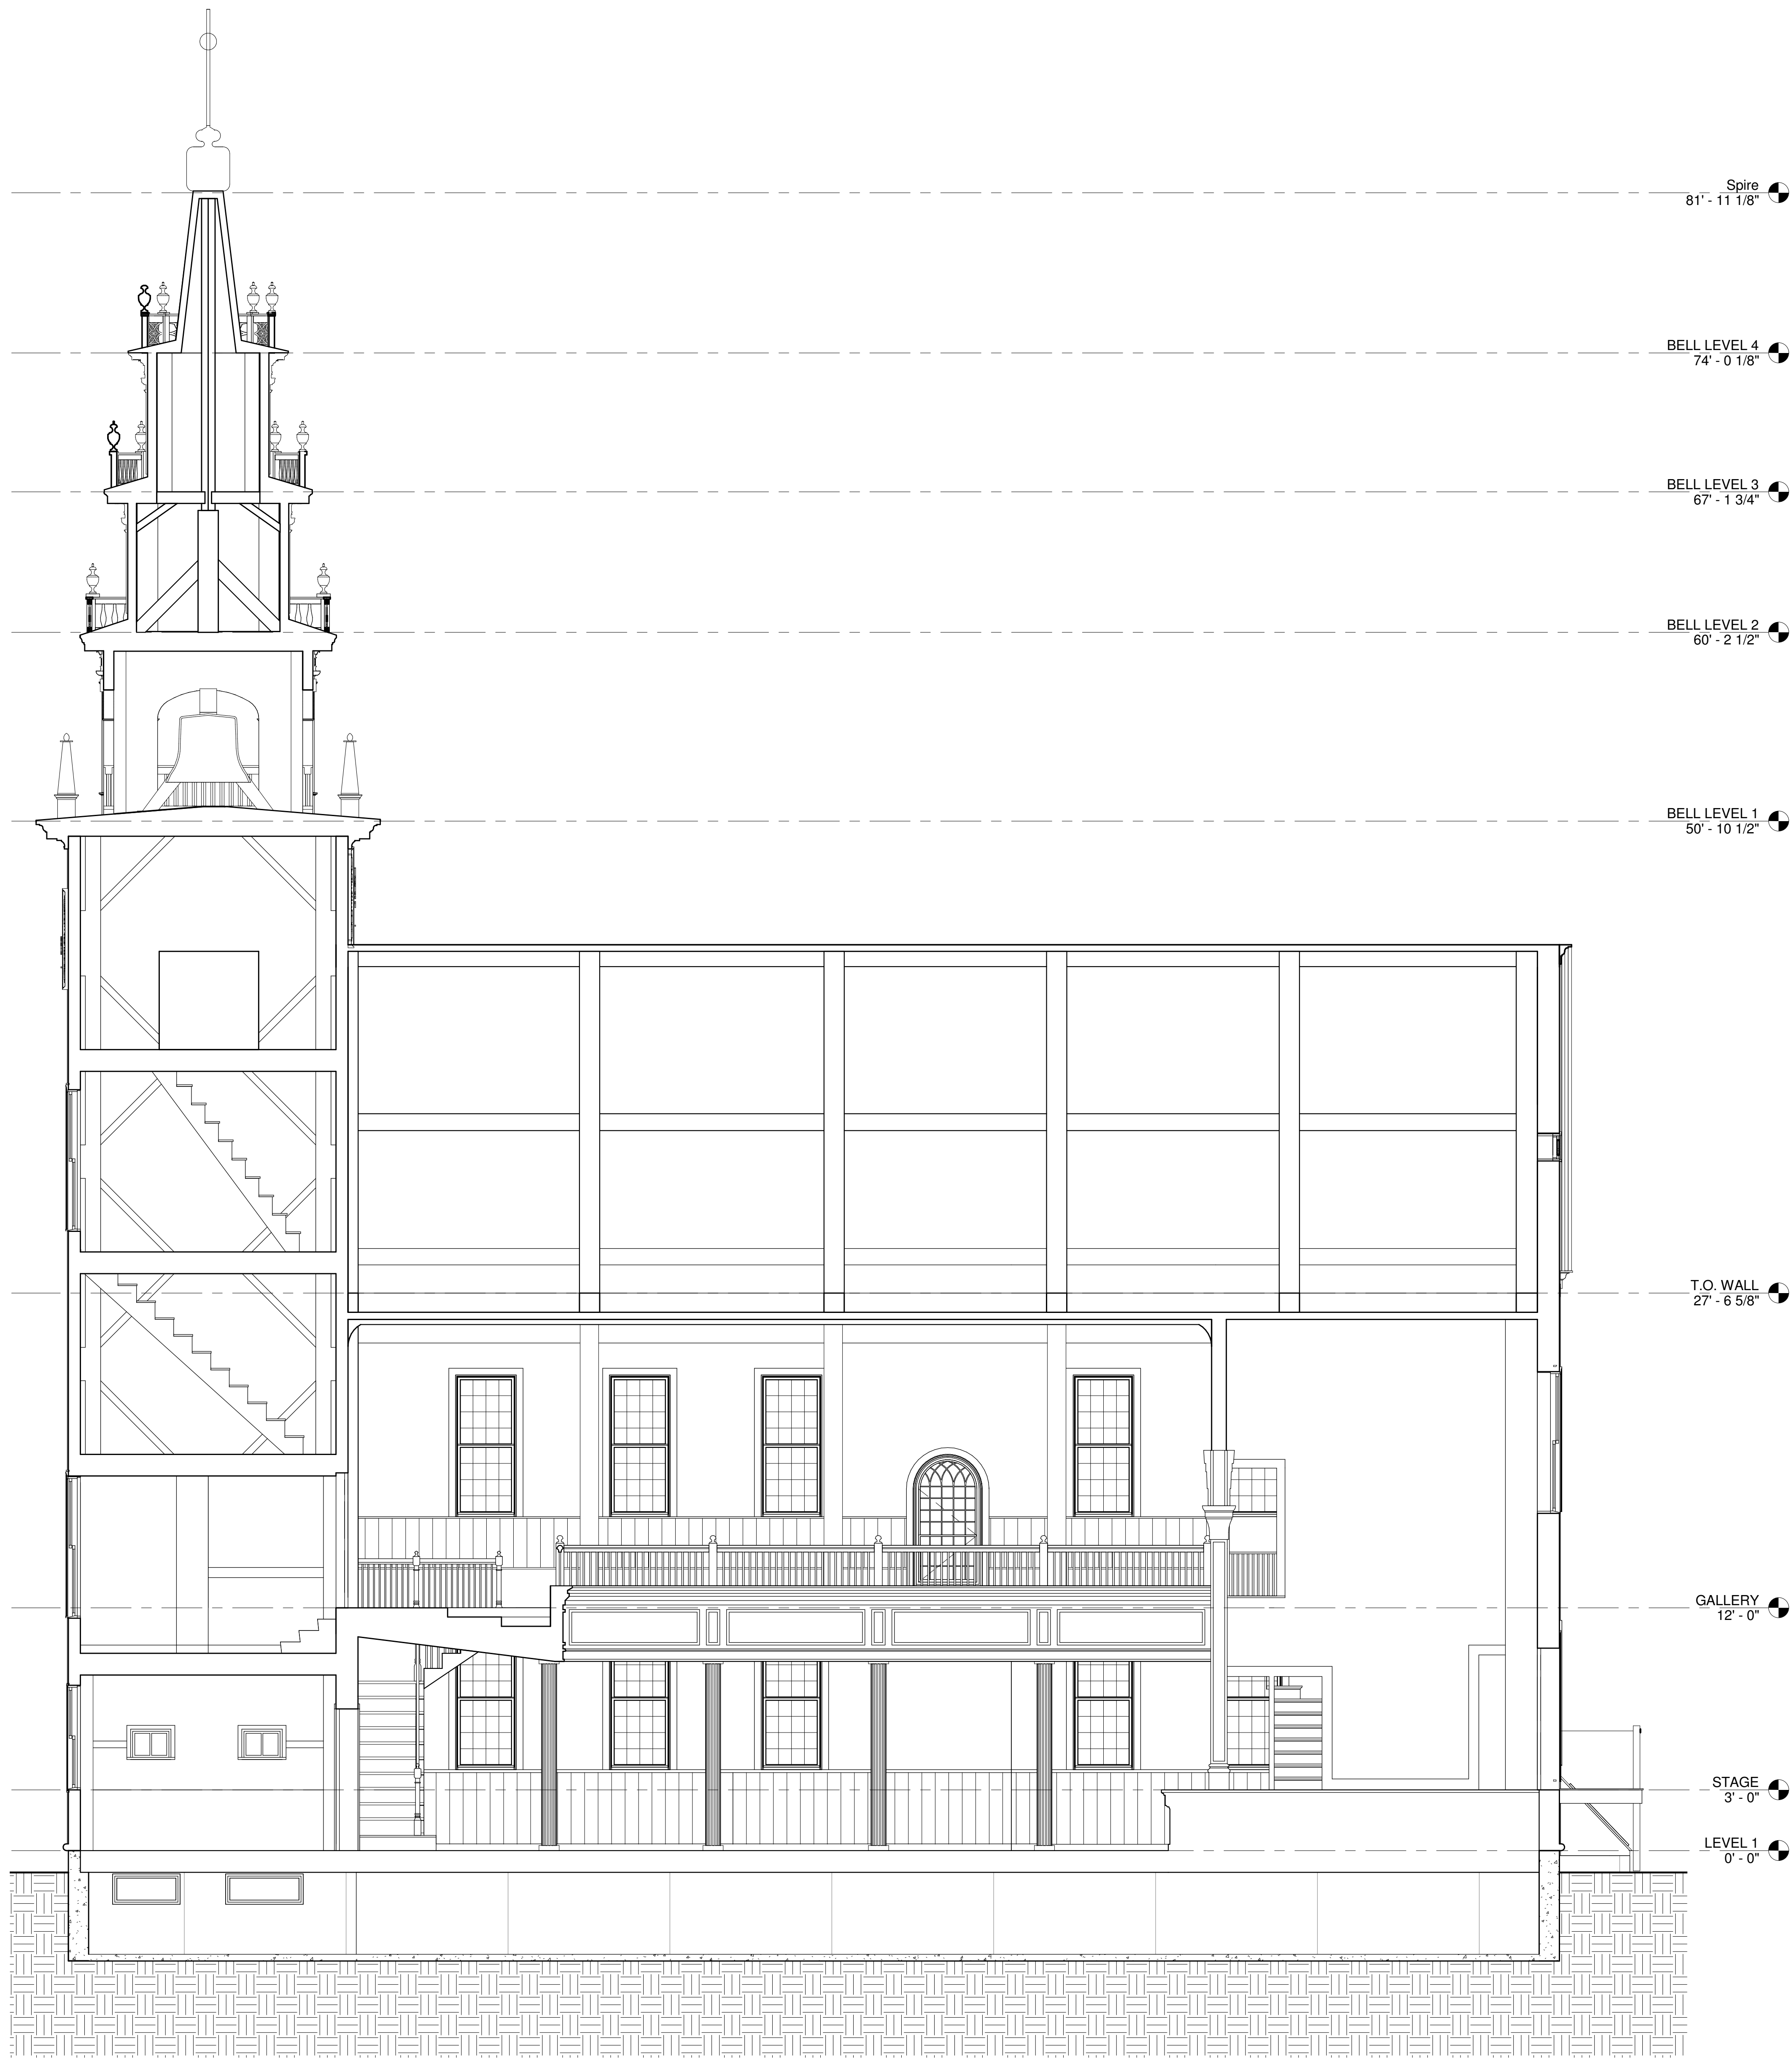 Spire
81' - 11 1/8"
BELL LEVEL 4
74' - 0 1/8"
BELL LEVEL 3
67' - 1 3/4"
BELL LEVEL 2
60' - 2 1/2"
BELL LEVEL 1
50' - 10 1/2"
T.O. WALL
27' - 6 5/8"
GALLERY
12' - 0"
STAGE
3' - 0"
LEVEL 1
0' - 0"